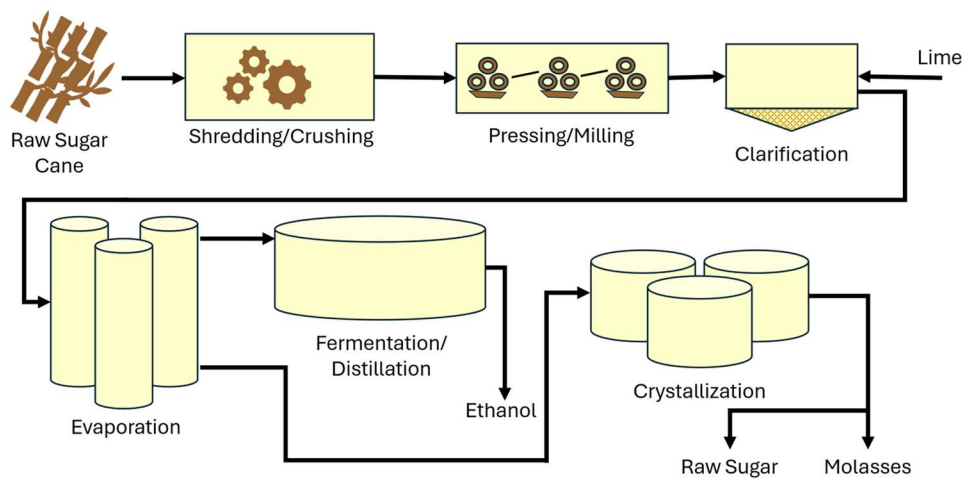 Raw Sugar
Cane
Shredding/Crushing
Pressing/Milling
Lime
Clarification
Evaporation
Fermentation/
Distillation
Ethanol
Crystallization
Raw Sugar
Molasses